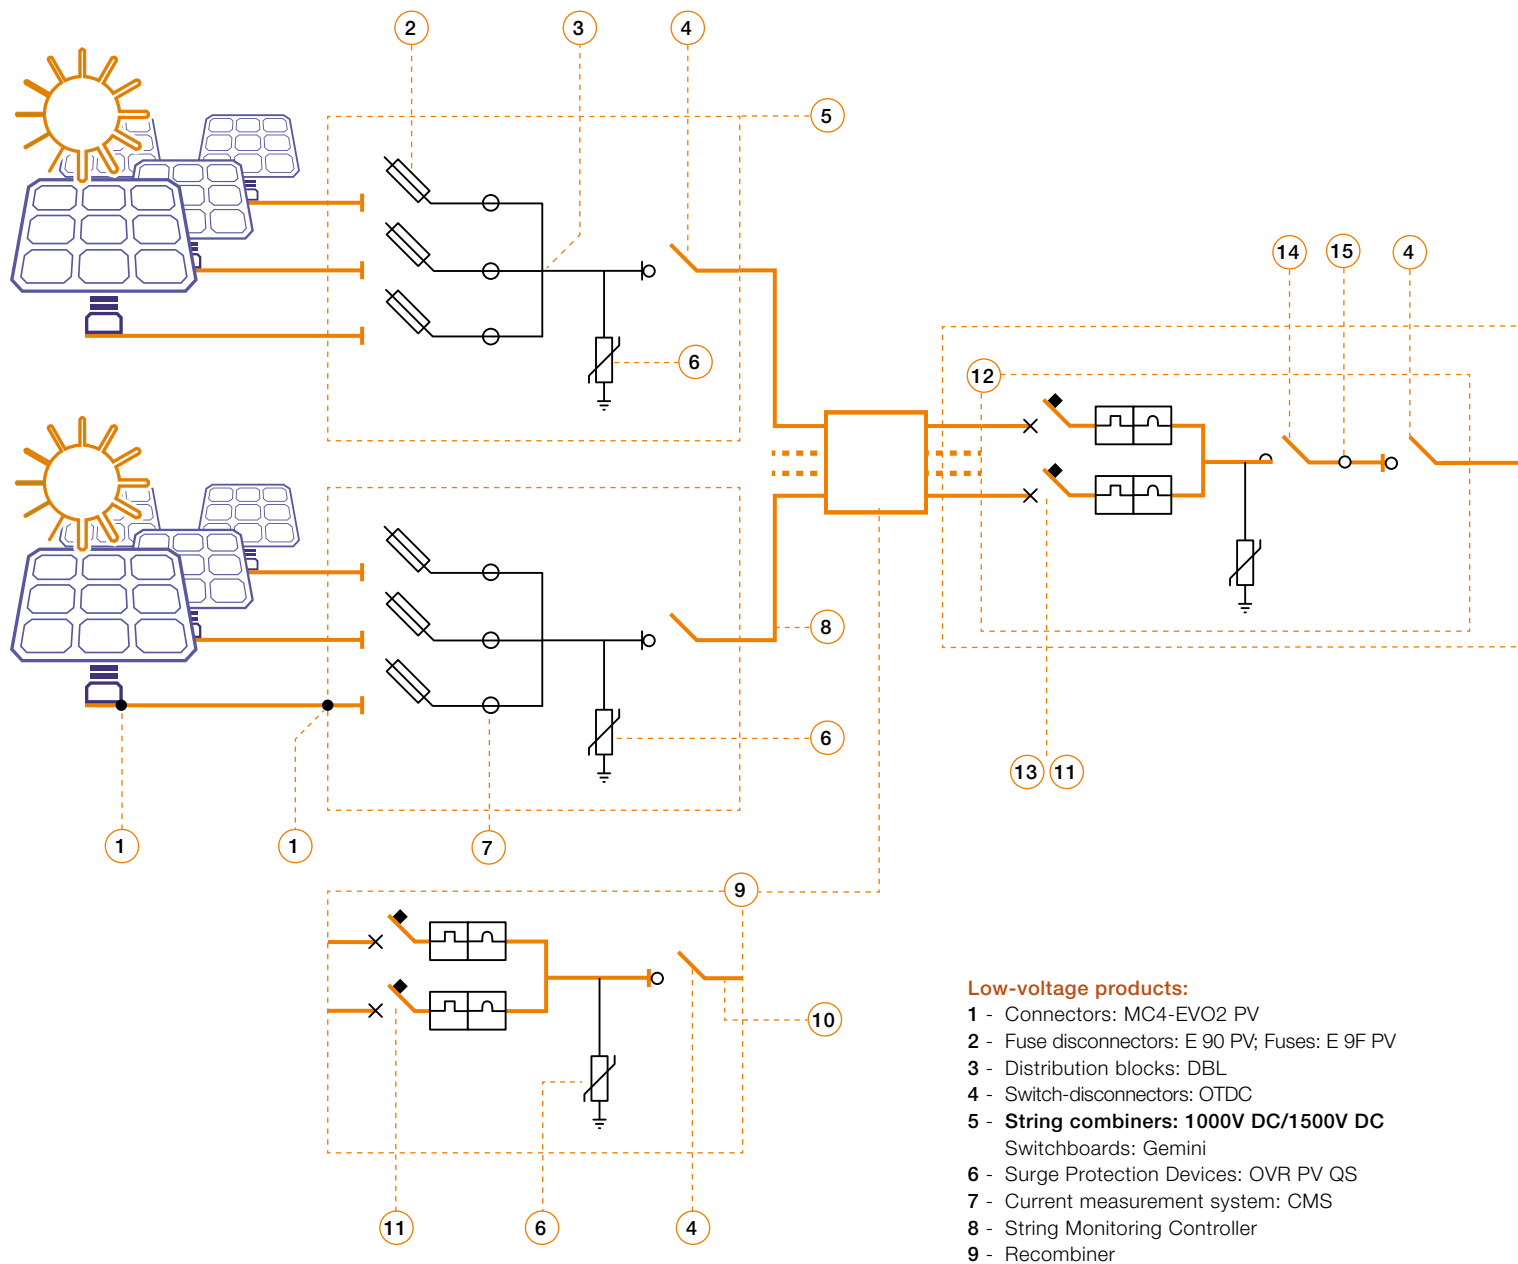 2
3
4
5
6
14
15
4
12
8
6
13 11
1
1
7
9
10
11
6
4
Low-voltage products:
1 - Connectors: MC4-EVO2 PV
2 - Fuse disconnectors: E 90 PV; Fuses: E 9F PV
3 - Distribution blocks: DBL
4 - Switch-disconnectors: OTDC
5 - String combiners: 1000V DC/1500V DC
Switchboards: Gemini
6 - Surge Protection Devices: OVR PV QS
7 - Current measurement system: CMS
8 - String Monitoring Controller
9 - Recombiner